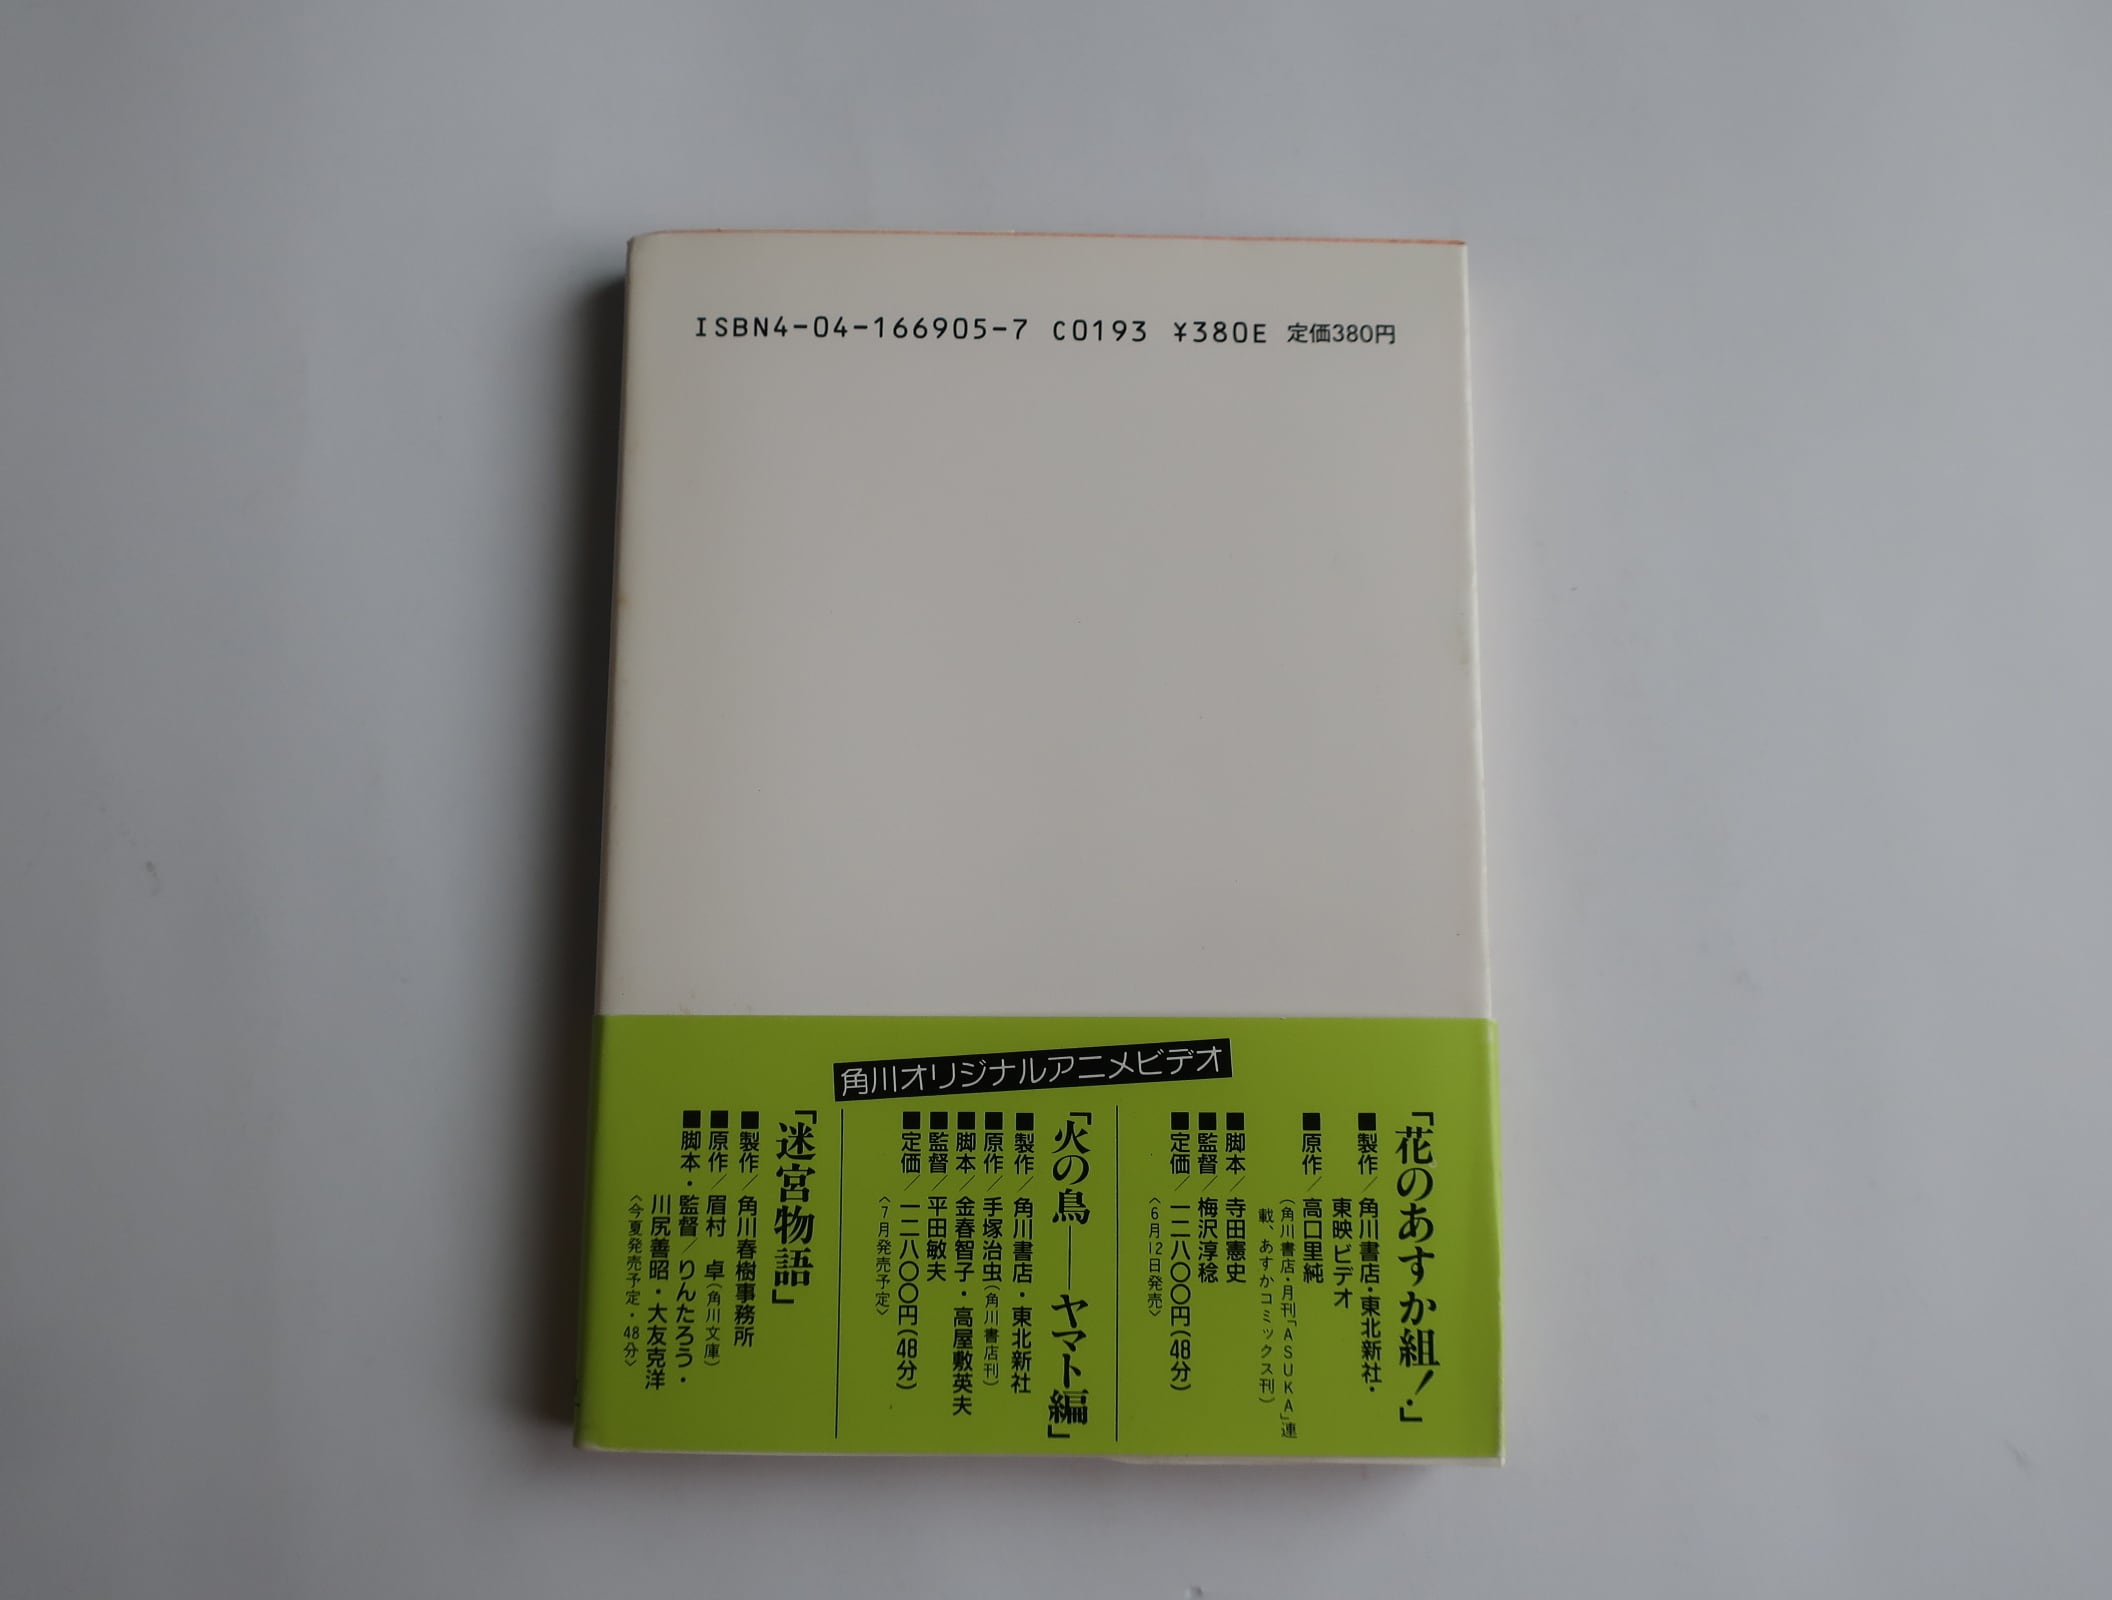 ISBN4-04-166905-7 C0193 ¥380E 定価380円
角川オリジナルアニメビデオ
「花のあすか組！」
■製作／角川書店・東北新社・
東映ビデオ
■原作／高口里純
（角川書店・月刊「ASUKA」連
載、あすかコミックス刊）
■脚本／寺田憲史
■監督／梅沢淳稔
■定価／一二八〇〇円（48分）
〈6月12日発売〉
「火の鳥――ヤマト編」
■製作／角川書店・東北新社
■原作／手塚治虫（角川書店刊）
■脚本／金春智子・高屋敷英夫
■監督／平田敏夫
■定価／一二八〇〇円（48分）
〈7月発売予定〉
「迷宮物語」
■製作／角川春樹事務所
■原作／眉村　卓（角川文庫）
■脚本・監督／りんたろう・
川尻善昭・大友克洋
〈今夏発売予定・48分〉